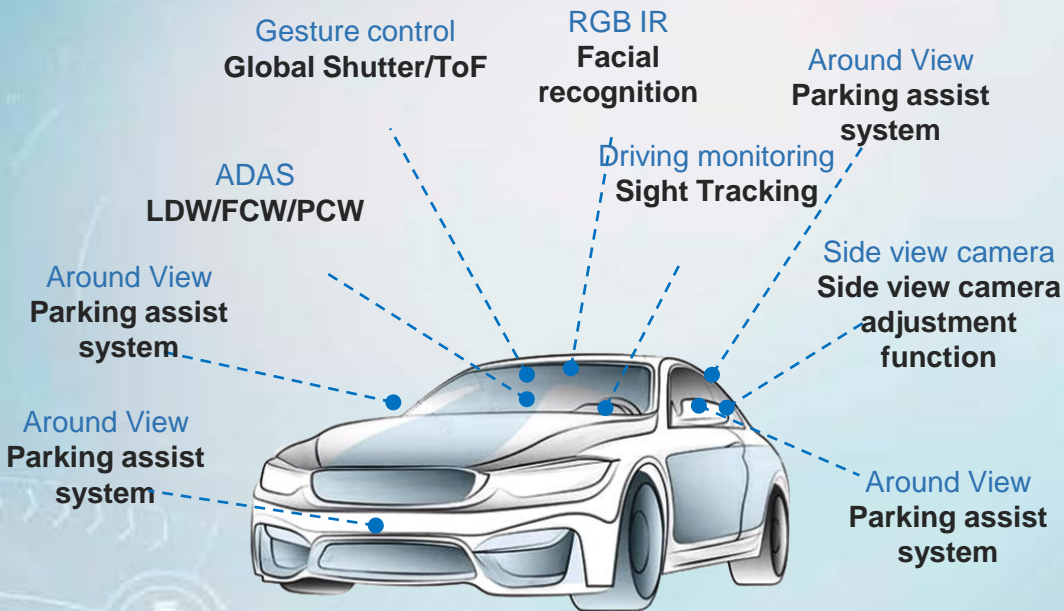 Gesture control
Global Shutter/ToF
RGB IR
Facial
recognition
Around View
Parking assist
system
Driving monitoring
Sight Tracking
ADAS
LDW/FCW/PCW
Side view camera
Side view camera
adjustment
function
Around View
Parking assist
system
Around View
Parking assist
system
Around View
Parking assist
system